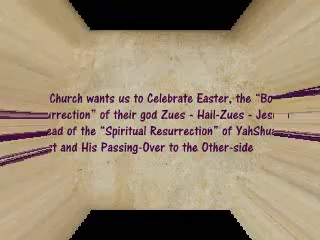 Church wants us to Celebrate Easter, the “Bo
rrection” of their god Zues - Hail-Zues - Jes
ead of the “Spiritual Resurrection” of YahShu
t and His Passing-Over to the Other-side